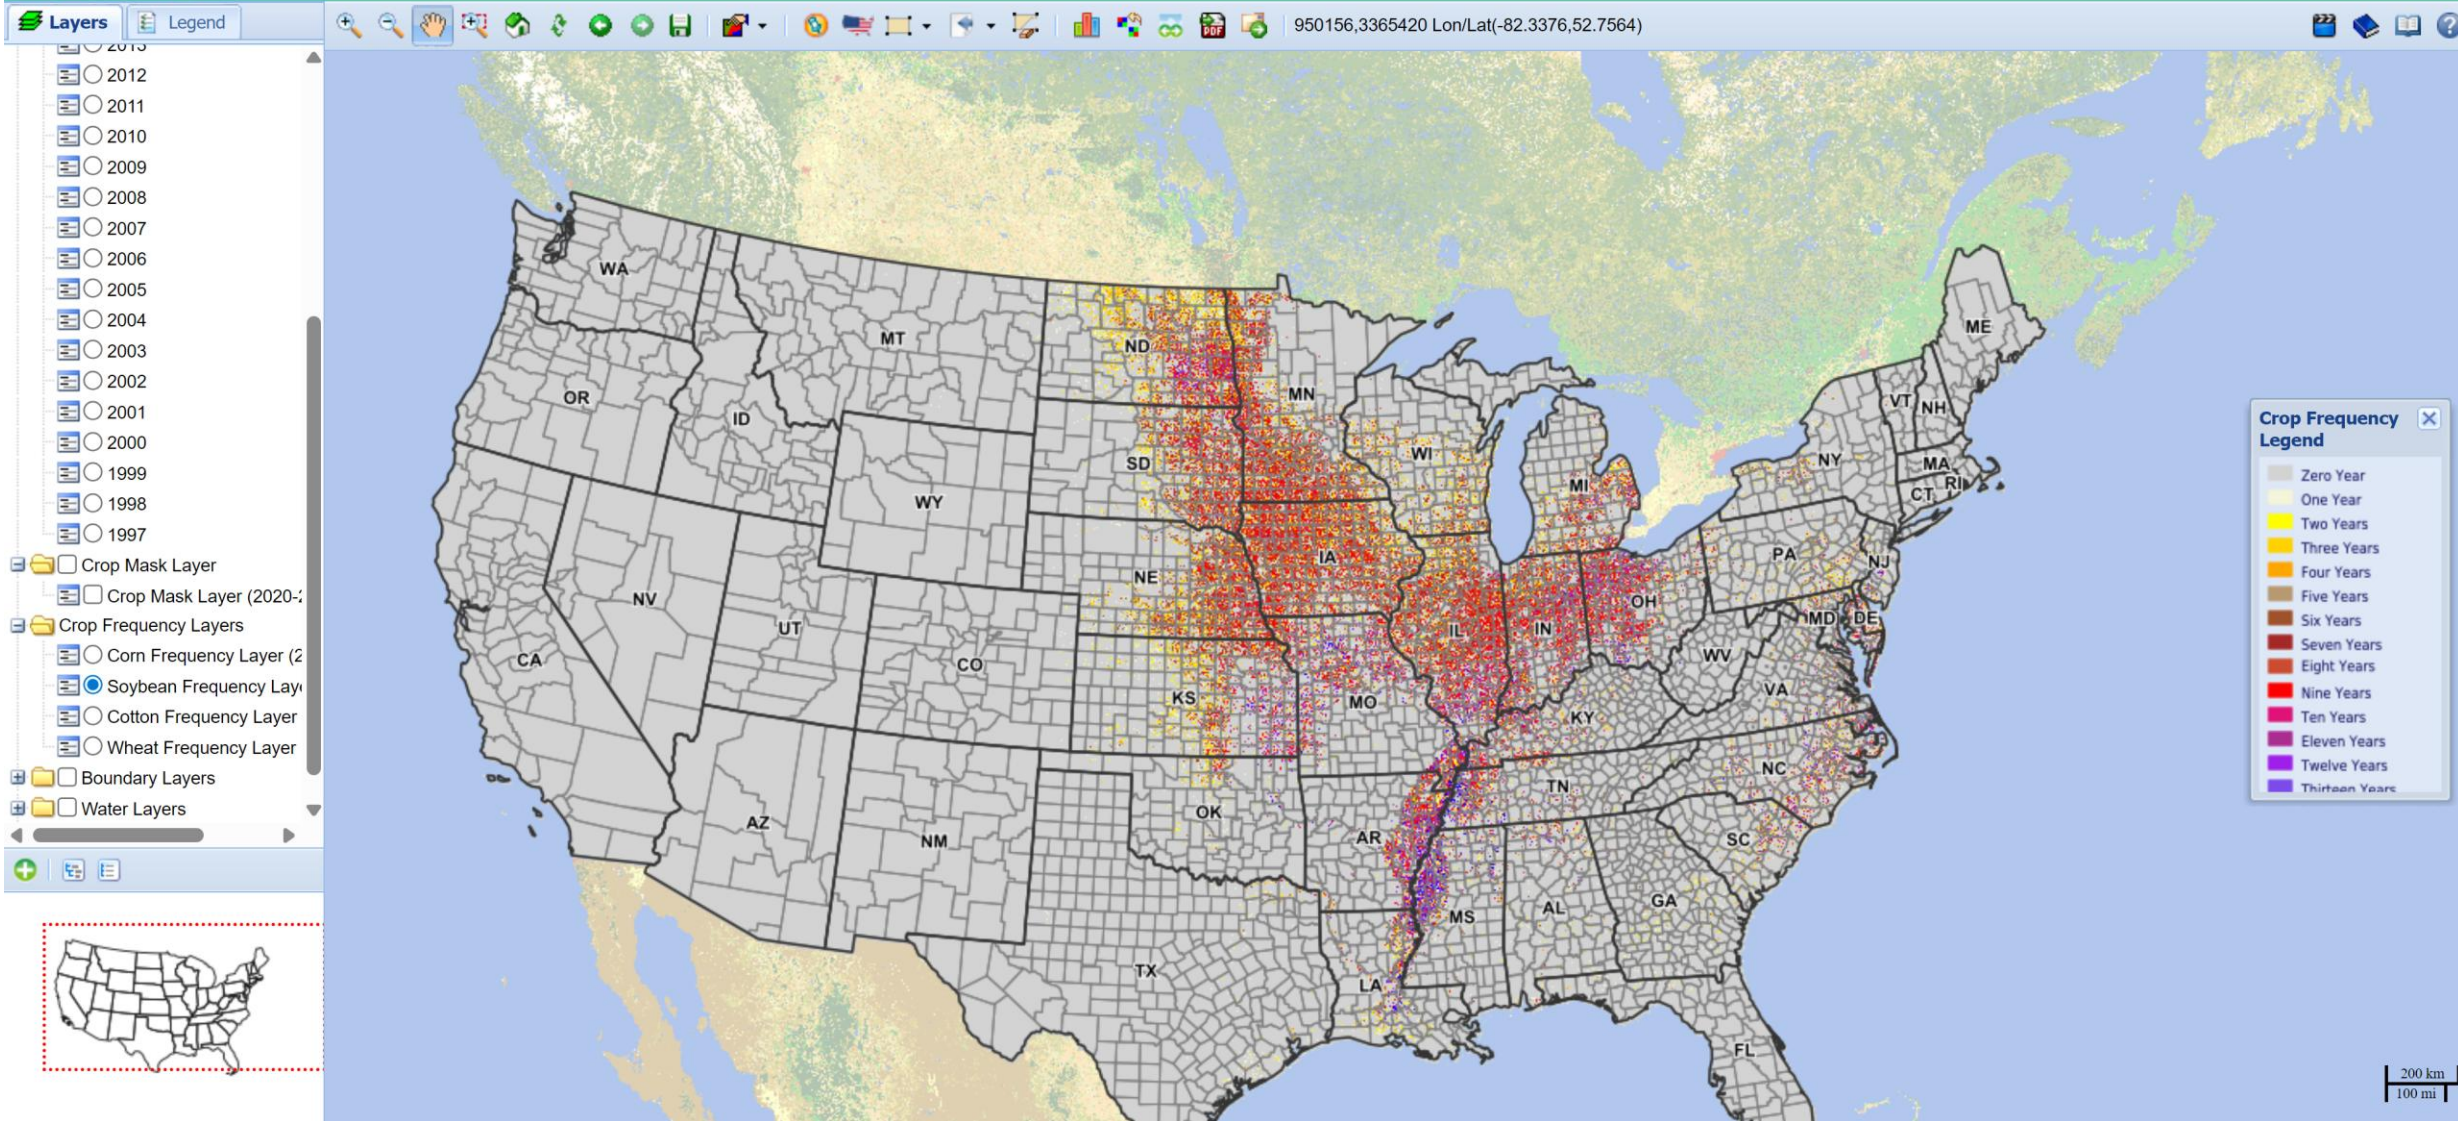 Layers
Legend
950156,3365420 Lon/Lat(-82.3376,52.7564)
2013
2012
2011
2010
2009
2008
2007
2006
2005
2004
2003
2002
2001
2000
1999
1998
1997
Crop Mask Layer
Crop Mask Layer (2020-2
Crop Frequency Layers
Corn Frequency Layer (2
Soybean Frequency Laye
Cotton Frequency Layer
Wheat Frequency Layer
Boundary Layers
Water Layers
PDF
WA
MT
ND
MN
ME
OR
ID
SD
WI
MI
NY
VT
NH
MA
RI
CT
WY
NE
IA
PA
NJ
NV
UT
CO
IL
IN
OH
MD
DE
WV
VA
CA
KS
MO
KY
NC
TN
AZ
NM
OK
AR
SC
MS
AL
GA
TX
LA
FL
Crop Frequency
Legend
Zero Year
One Year
Two Years
Three Years
Four Years
Five Years
Six Years
Seven Years
Eight Years
Nine Years
Ten Years
Eleven Years
Twelve Years
Thirteen Years
200 km
100 mi